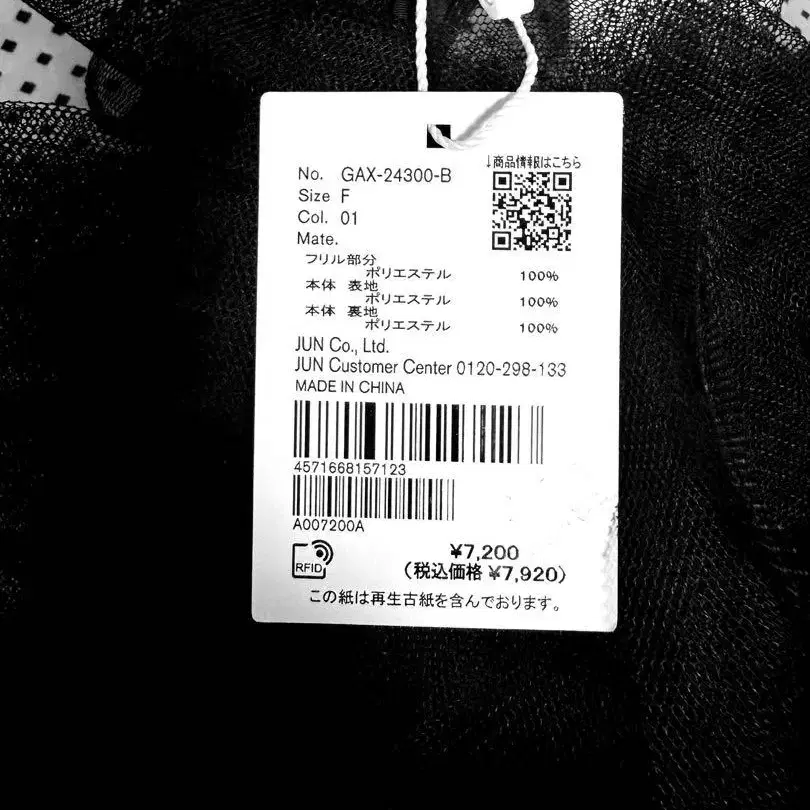 No. GAX-24300-B
↓商品情報はこちら
Size F
Col. 01
Mate.
フリル部分
ポリエステル 100%
本体 表地
ポリエステル 100%
本体 裏地
ポリエステル 100%
JUN Co., Ltd.
JUN Customer Center 0120-298-133
MADE IN CHINA
4571668157123
A007200A
RFID
¥7,200
(税込価格 ¥7,920)
この紙は再生古紙を含んでおります。